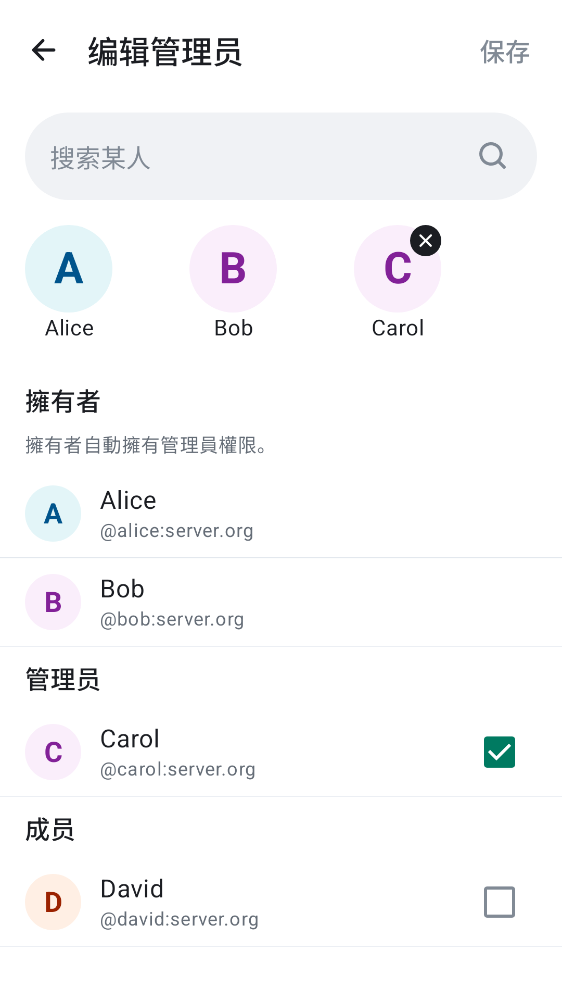 编辑管理员
保存
搜索某人
A
B
C
Alice
Bob
Carol
擁有者
擁有者自動擁有管理員權限。
A
Alice
@alice:server.org
B
Bob
@bob:server.org
管理员
C
Carol
@carol:server.org
成员
D
David
@david:server.org